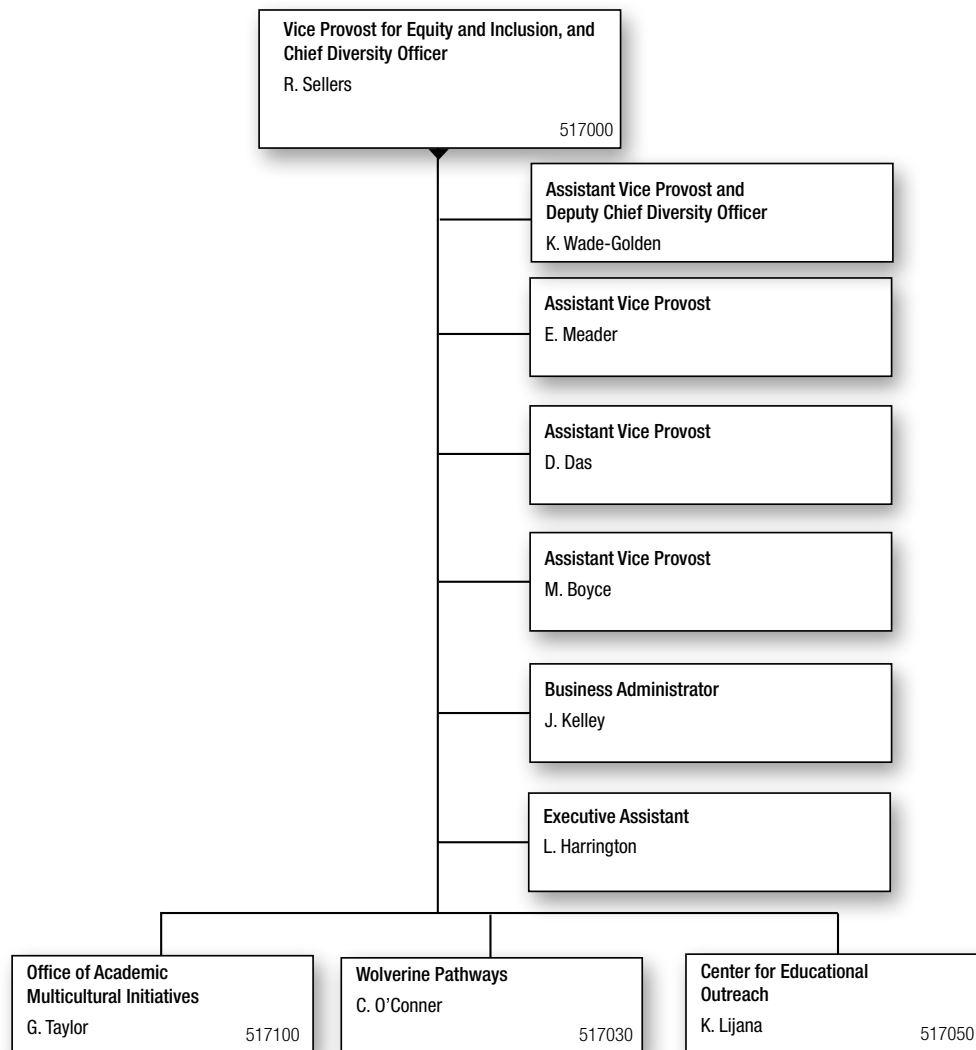 Vice Provost for Equity and Inclusion, and
Chief Diversity Officer
R. Sellers
517000
Assistant Vice Provost and
Deputy Chief Diversity Officer
K. Wade-Golden
Assistant Vice Provost
E. Meader
Assistant Vice Provost
D. Das
Assistant Vice Provost
M. Boyce
Business Administrator
J. Kelley
Executive Assistant
L. Harrington
Office of Academic
Multicultural Initiatives
G. Taylor
517100
Wolverine Pathways
C. O’Conner
517030
Center for Educational
Outreach
K. Lijana
517050